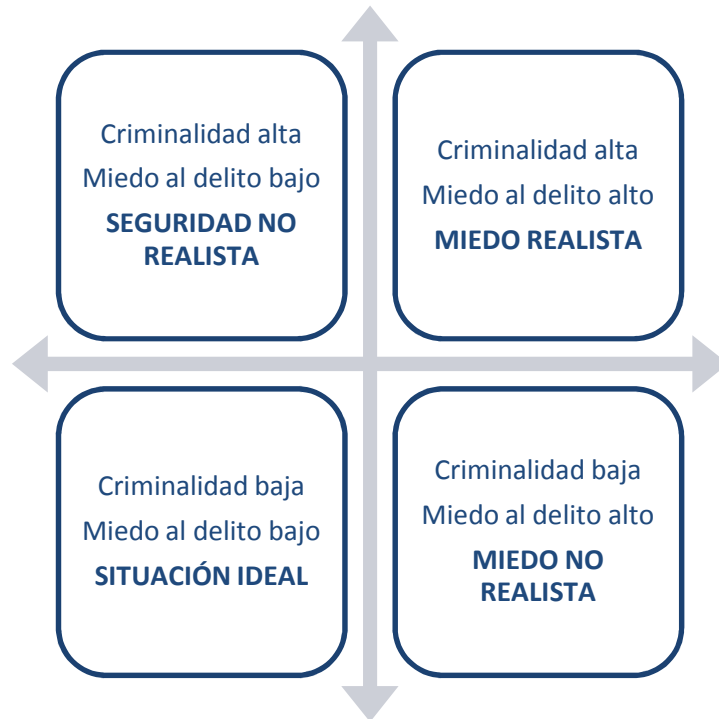 Criminalidad alta
Miedo al delito bajo
SEGURIDAD NO
REALISTA
Criminalidad alta
Miedo al delito alto
MIEDO REALISTA
Criminalidad baja
Miedo al delito bajo
SITUACIÓN IDEAL
Criminalidad baja
Miedo al delito alto
MIEDO NO
REALISTA